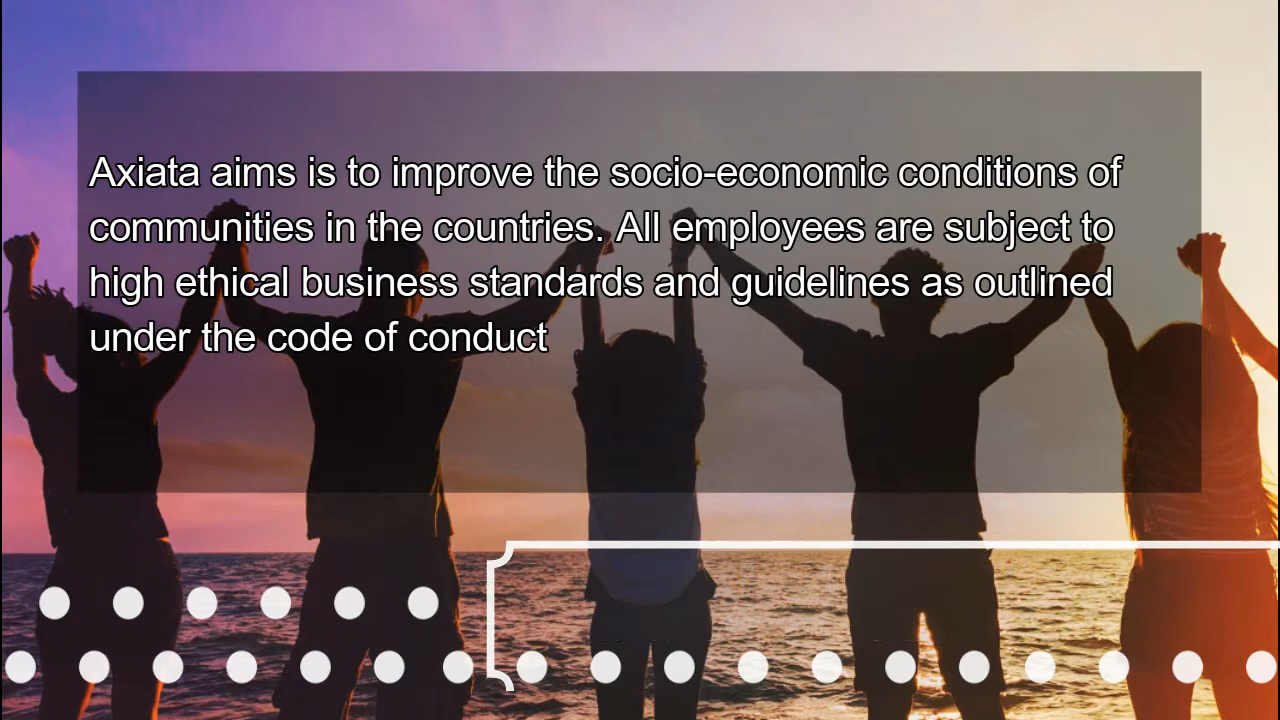 Axiata aims is to improve the socio-economic conditions of
communities in the countries. All employees are subject to
high ethical business standards and guidelines as outlined
under the code of conduct